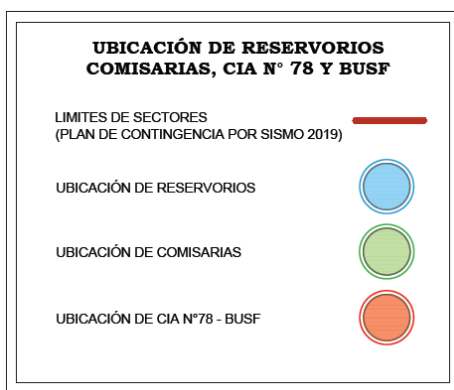 UBICACIÓN DE RESERVORIOS
COMISARIAS, CIA N° 78 Y BUSF
LIMITES DE SECTORES
(PLAN DE CONTINGENCIA POR SISMO 2019)
UBICACIÓN DE RESERVORIOS
UBICACIÓN DE COMISARIAS
UBICACIÓN DE CIA N°78 - BUSF